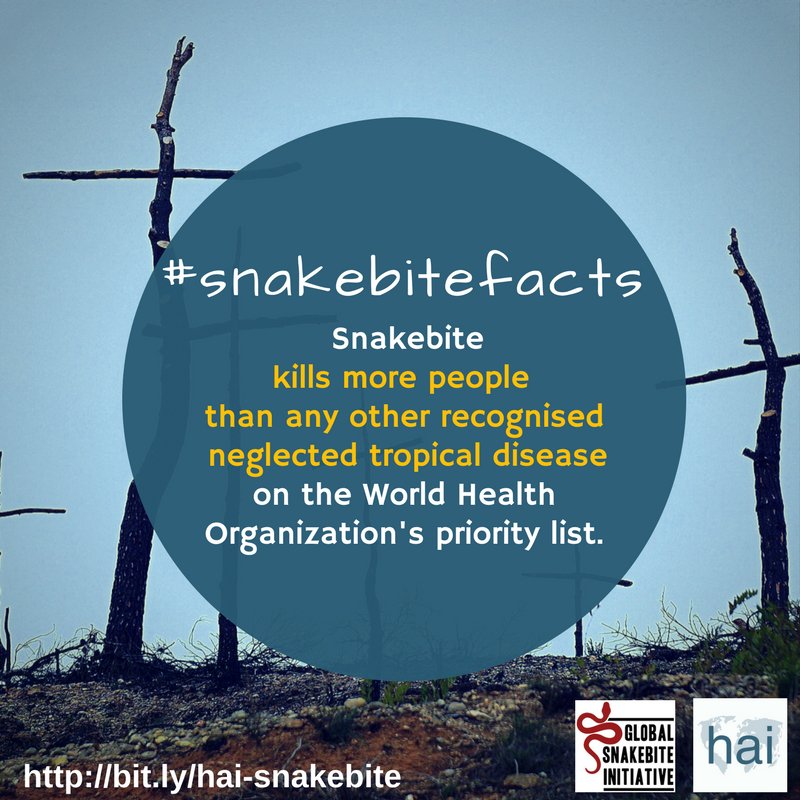 #snakebitefacts
Snakebite
kills more people
than any other recognised
neglected tropical disease
on the World Health
Organization's priority list.
GLOBAL
SNAKEBITE
INITIATIVE
hai
http://bit.ly/hai-snakebite